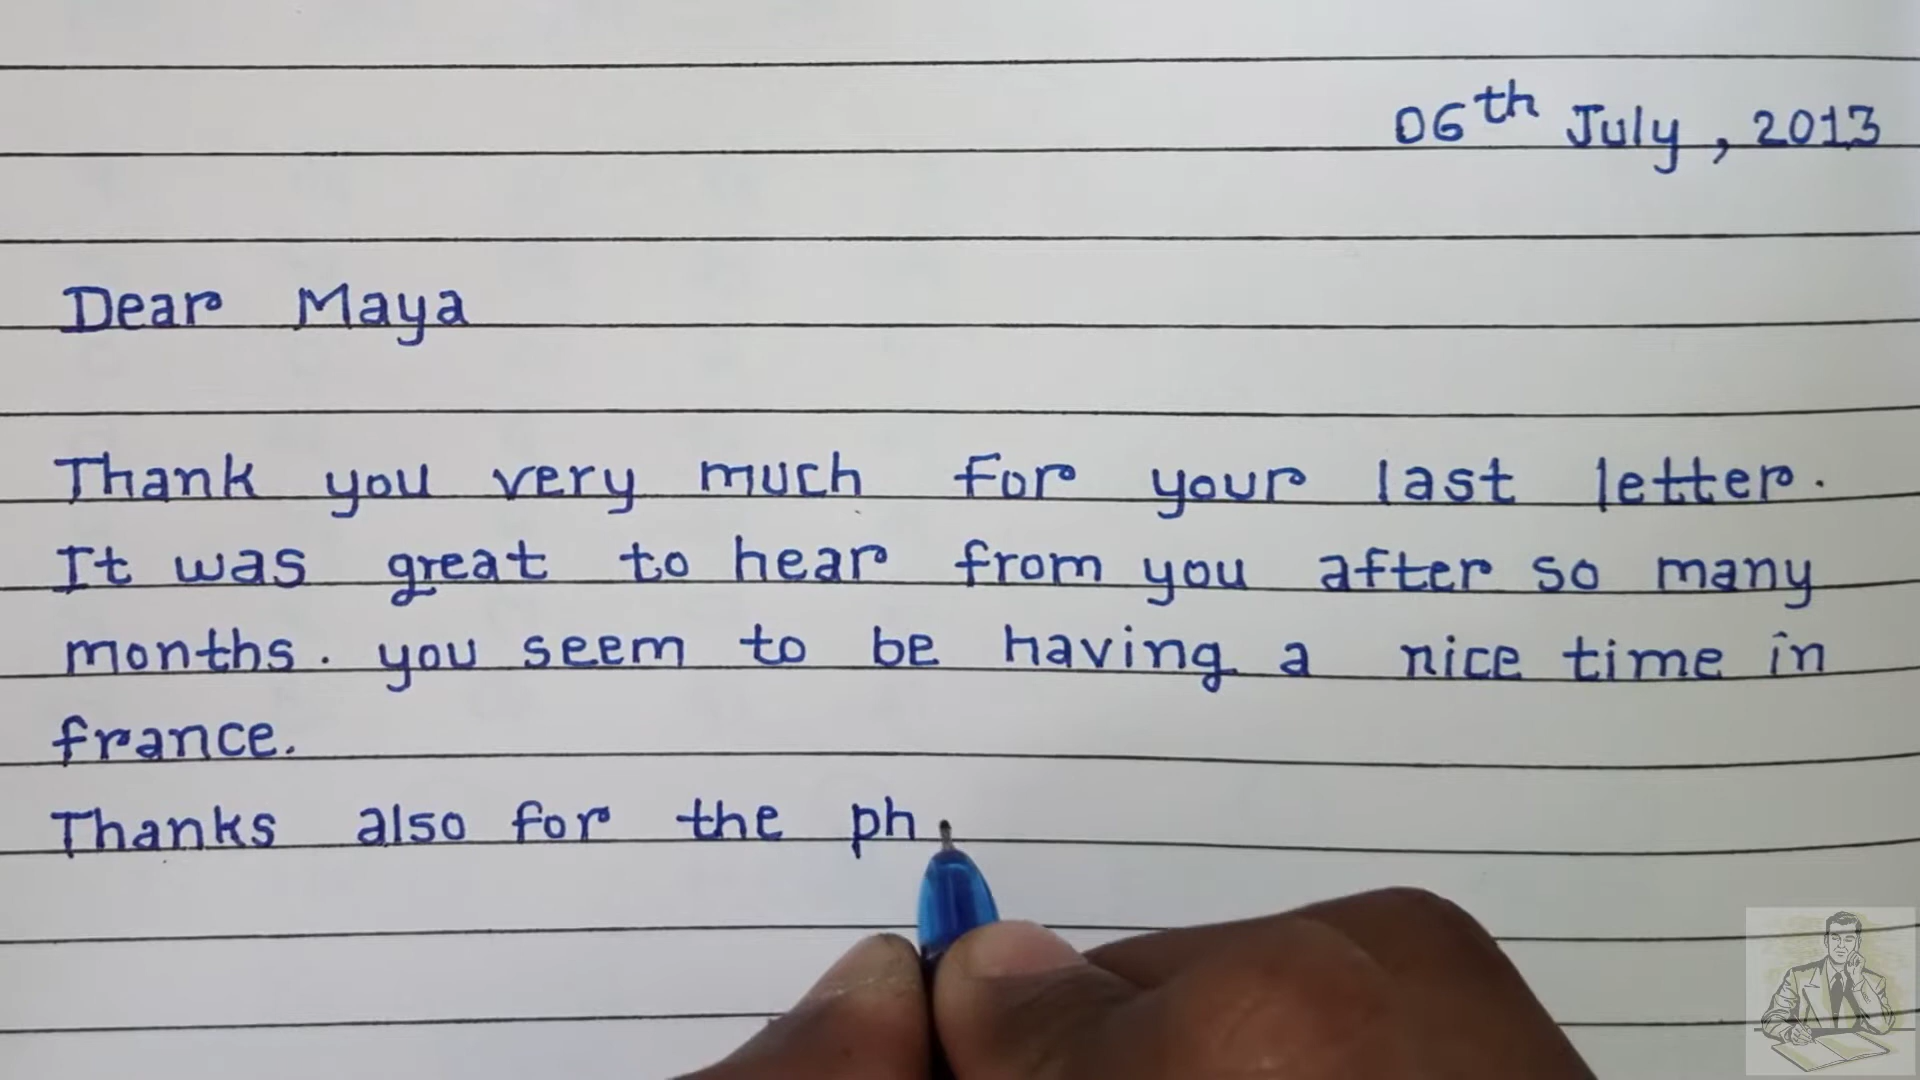 06th July, 2013
Dear Maya
Thank you very much for your last letter.
It was great to hear from you after so many
months. you seem to be having a nice time in
france.
Thanks also for the ph